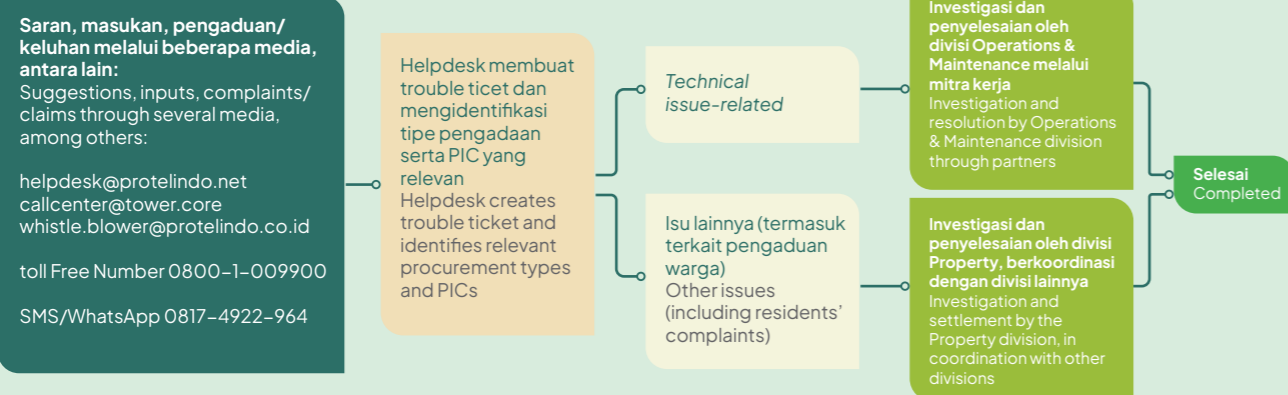 Saran, masukan, pengaduan/
keluhan melalui beberapa media,
antara lain:
Suggestions, inputs, complaints/
claims through several media,
among others:
helpdesk@protelindo.net
callcenter@tower.core
whistle.blower@protelindo.co.id
toll Free Number 0800-1-009900
SMS/WhatsApp 0817-4922-964
Helpdesk membuat
trouble ticet dan
mengidentifikasi
tipe pengadaan
serta PIC yang
relevan
Helpdesk creates
trouble ticket and
identifies relevant
procurement types
and PICs
Technical
issue-related
Isu lainnya (termasuk
terkait pengaduan
warga)
Other issues
(including residents’
complaints)
Investigasi dan
penyelesaian oleh
divisi Operations &
Maintenance melalui
mitra kerja
Investigation and
resolution by Operations
& Maintenance division
through partners
Investigasi dan
penyelesaian oleh divisi
Property, berkoordinasi
dengan divisi lainnya
Investigation and
settlement by the
Property division, in
coordination with other
divisions
Selesai
Completed